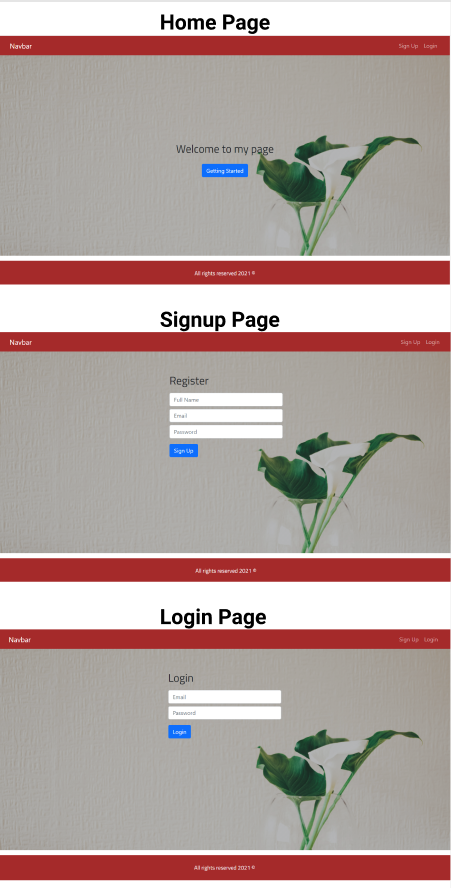 Home Page
Navbar Sign Up Login
Welcome to my page
Getting Started
All rights reserved 2021 ©
Signup Page
Navbar Sign Up Login
Register
Full Name
Email
Password
Sign Up
All rights reserved 2021 ©
Login Page
Navbar Sign Up Login
Login
Email
Password
Login
All rights reserved 2021 ©